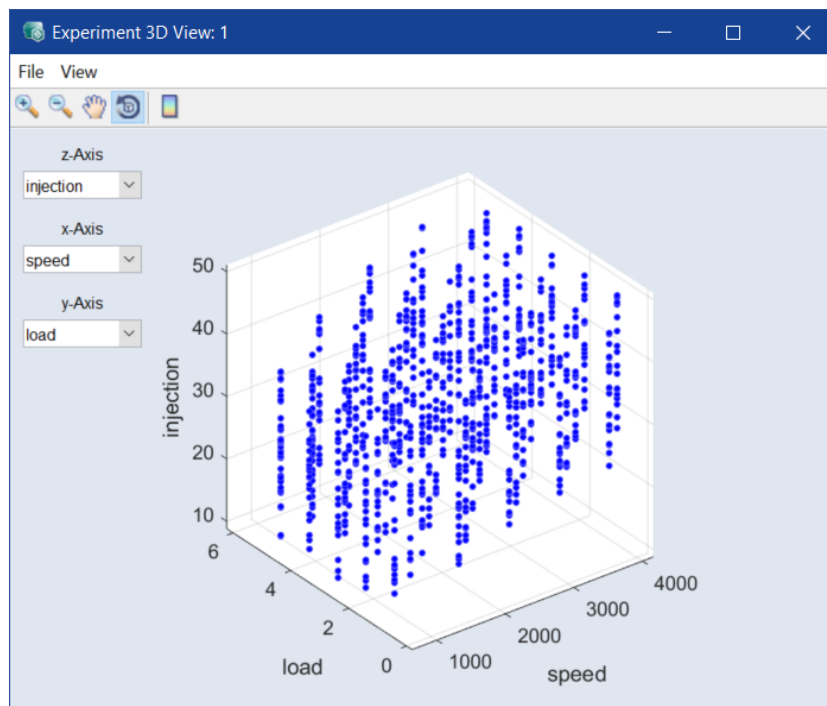 Experiment 3D View: 1
File View
z-Axis
injection
x-Axis
speed
y-Axis
load
50
40
30
20
10
injection
6
4
2
0
load
1000
2000
3000
4000
speed